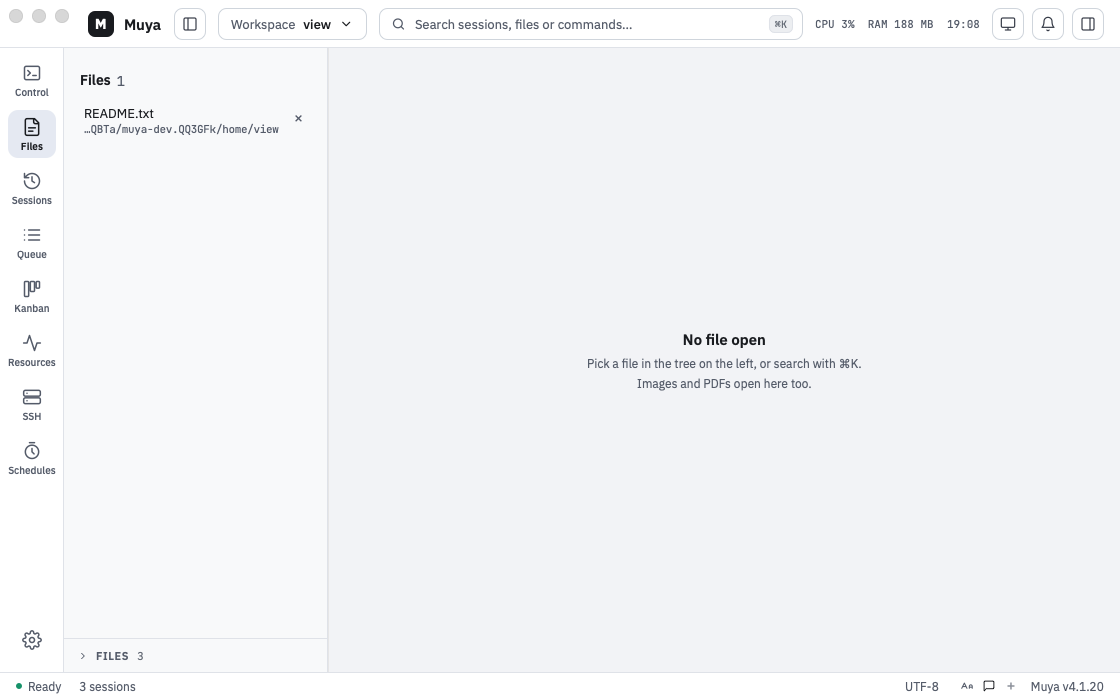 M Muya
Workspace view
Search sessions, files or commands... ⌘K
CPU 3% RAM 188 MB 19:08
Control
Files
Sessions
Queue
Kanban
Resources
SSH
Schedules
Files 1
README.txt
…QBTa/muya-dev.QQ3GFk/home/view
×
FILES 3
No file open
Pick a file in the tree on the left, or search with ⌘K.
Images and PDFs open here too.
Ready 3 sessions
UTF-8 Aa + Muya v4.1.20